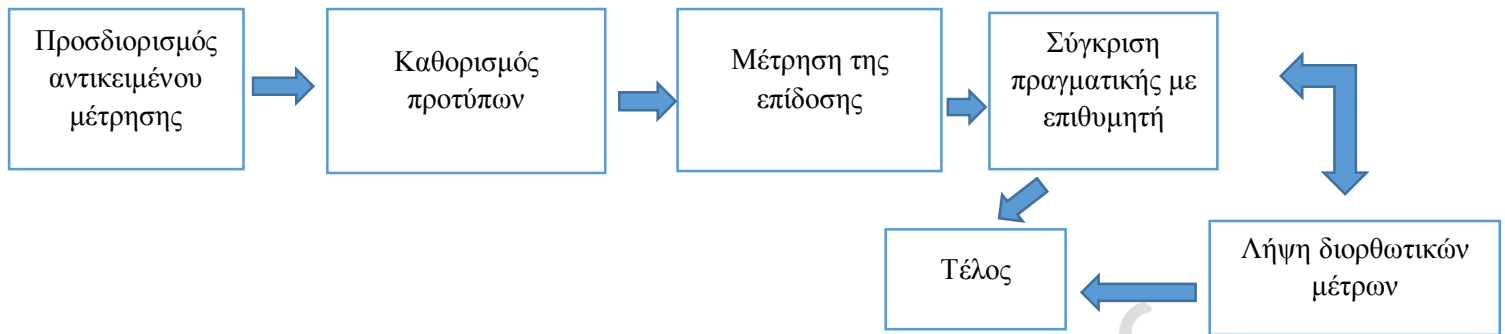 Προσδιορισμός
αντικειμένου
μέτρησης
Καθορισμός
προτύπων
Μέτρηση της
επίδοσης
Σύγκριση
πραγματικής με
επιθυμητή
Τέλος
Λήψη διορθωτικών
μέτρων